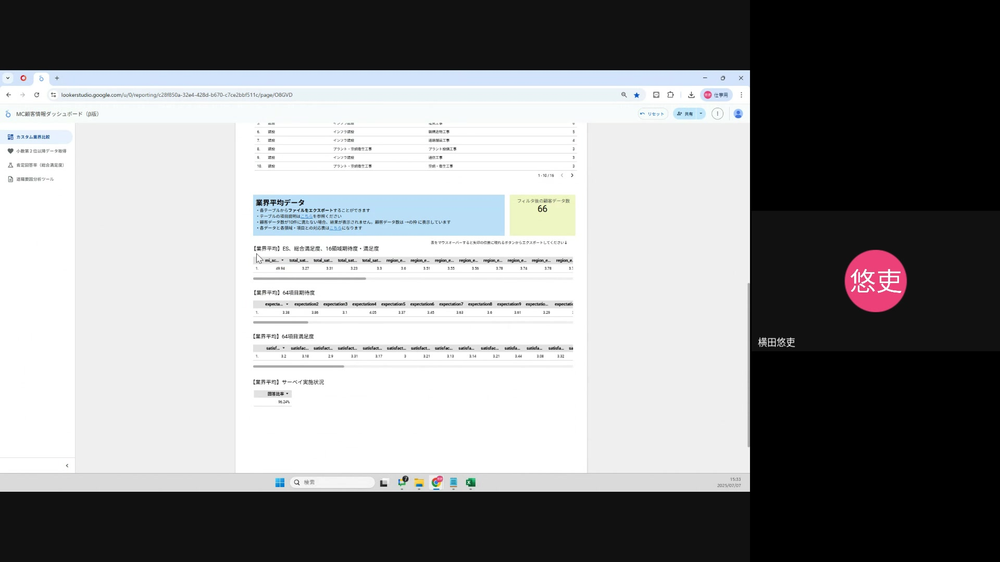 lookerstudio.google.com/u/0/reporting/c28f850a-32e4-428d-b670-c7ce2bbf511c/page/O8GVD
悠吏 仕事用
MC顧客情報ダッシュボード（β版）
リセット
共有
カスタム業界比較
小数第２位以降データ取得
肯定回答率（総合満足度）
退職要因分析ツール
5. 建設 インフラ建設 電気工事 6
6. 建設 インフラ建設 鋼構造物工事 5
7. 建設 インフラ建設 道路舗装工事 4
8. 建設 プラント・空調衛生工事 プラント設備工事 3
9. 建設 インフラ建設 通信工事 3
10. 建設 プラント・空調衛生工事 空調・衛生工事 3
1 - 10 / 16
業界平均データ
・各テーブルからファイルをエクスポートすることができます
・テーブルの項目説明はこちらを参照ください
・顧客データ数が10件に満たない場合、結果が表示されません。顧客データ数は →の枠 に表示しています
・各データと各領域・項目との対応表はこちらになります
フィルタ後の顧客データ数
66
表をマウスオーバーすると矢印の位置に現れるボタンからエクスポートしてください↓
【業界平均】ES、総合満足度、16領域期待度・満足度
mi_sc... total_sat... total_sat... total_sat... total_sat... region_e... region_e... region_e... region_e... region_e... region_e... region_e... region_e.
1. 49.94 3.27 3.31 3.23 3.3 3.6 3.51 3.55 3.56 3.78 3.74 3.78 3.7
【業界平均】64項目期待度
expecta... expectation2 expectation3 expectation4 expectation5 expectation6 expectation7 expectation8 expectation9 expectatio... expectatio
1. 3.38 3.86 3.1 4.05 3.37 3.45 3.63 3.6 3.61 3.29
【業界平均】64項目満足度
satisf... satisfac... satisfact... satisfact... satisfact... satisfact... satisfact... satisfac... satisfa... satisfac... satisfa... satisfa... satisfa... sa
1. 3.2 3.18 2.9 3.31 3.17 3 3.21 3.13 3.14 3.21 3.44 3.08 3.32
【業界平均】サーベイ実施状況
回答比率
96.24%
検索
7
15:33
2025/07/07
悠吏
横田悠吏